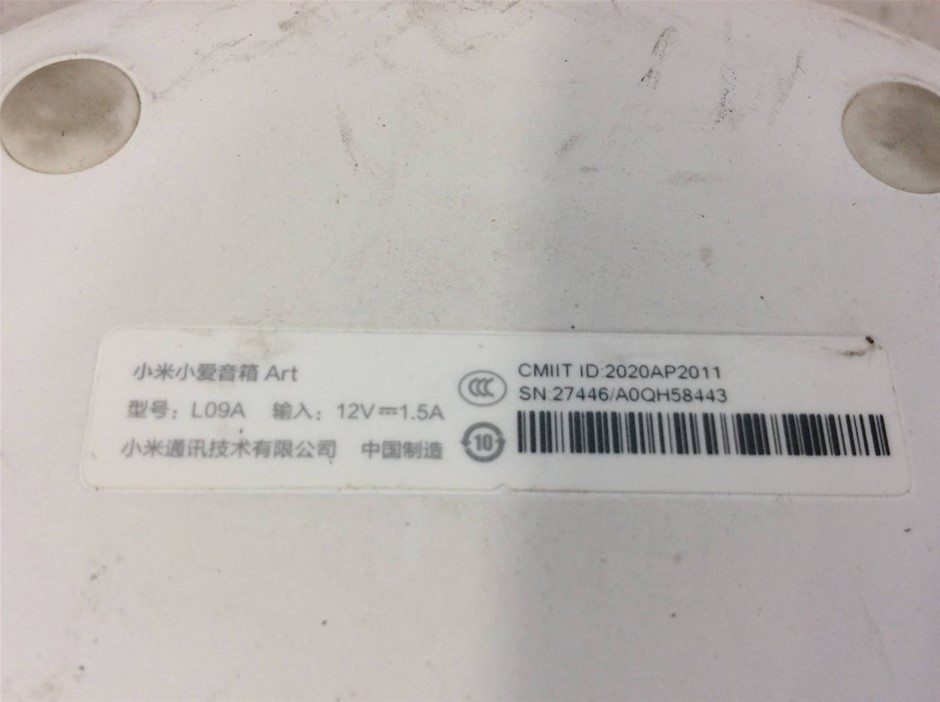 小米小爱音箱 Art
型号：L09A 输入：12V⎓1.5A
小米通讯技术有限公司 中国制造
CCC
10
CMIIT ID:2020AP2011
SN:27446/A0QH58443